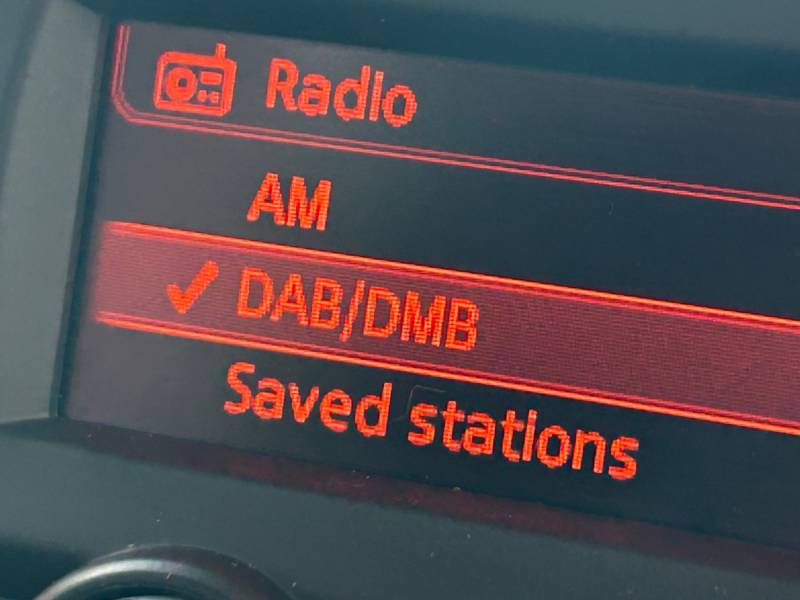 Radio
AM
DAB/DMB
Saved stations